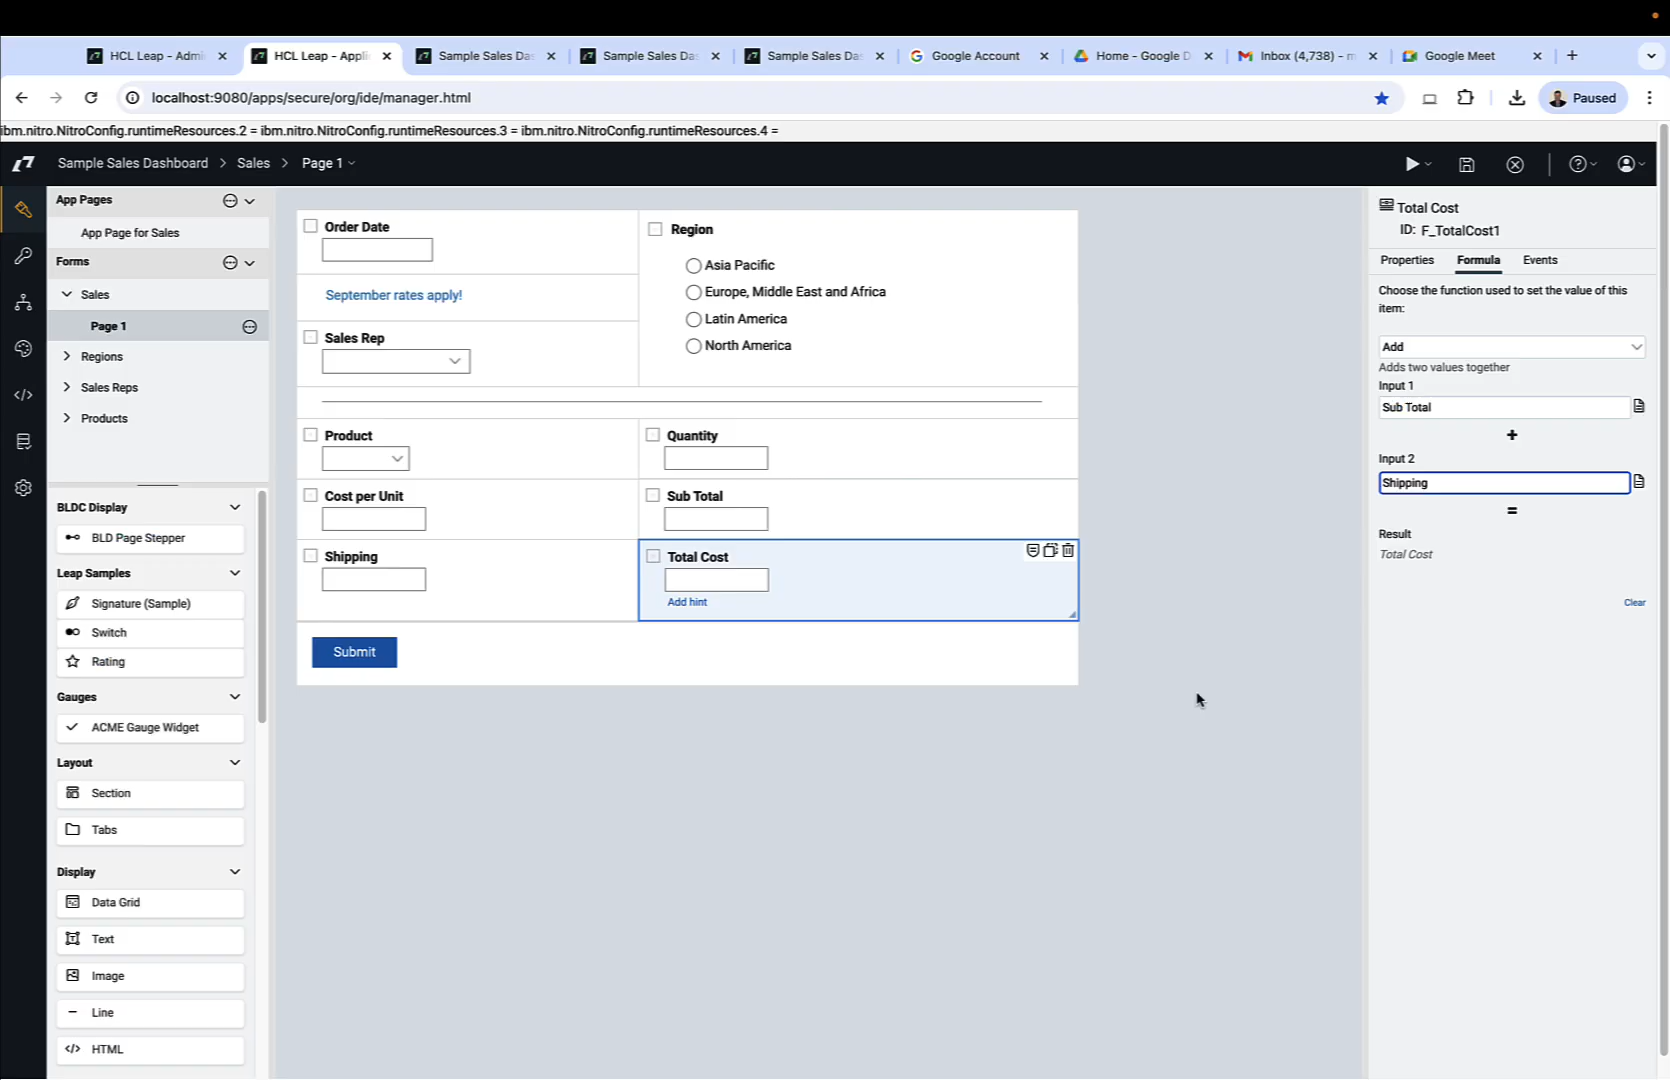 HCL Leap - Admi
HCL Leap - Appli
Sample Sales Das
Sample Sales Das
Sample Sales Das
Google Account
Home - Google D
Inbox (4,738) - m
Google Meet
localhost:9080/apps/secure/org/ide/manager.html
Paused
ibm.nitro.NitroConfig.runtimeResources.2 = ibm.nitro.NitroConfig.runtimeResources.3 = ibm.nitro.NitroConfig.runtimeResources.4 =
Sample Sales Dashboard > Sales > Page 1
App Pages
App Page for Sales
Forms
Sales
Page 1
Regions
Sales Reps
Products
BLDC Display
BLD Page Stepper
Leap Samples
Signature (Sample)
Switch
Rating
Gauges
ACME Gauge Widget
Layout
Section
Tabs
Display
Data Grid
Text
Image
Line
HTML
Order Date
September rates apply!
Sales Rep
Region
Asia Pacific
Europe, Middle East and Africa
Latin America
North America
Product
Quantity
Cost per Unit
Sub Total
Shipping
Total Cost
Add hint
Submit
Total Cost
ID: F_TotalCost1
Properties
Formula
Events
Choose the function used to set the value of this
item:
Add
Adds two values together
Input 1
Sub Total
+
Input 2
Shipping
=
Result
Total Cost
Clear